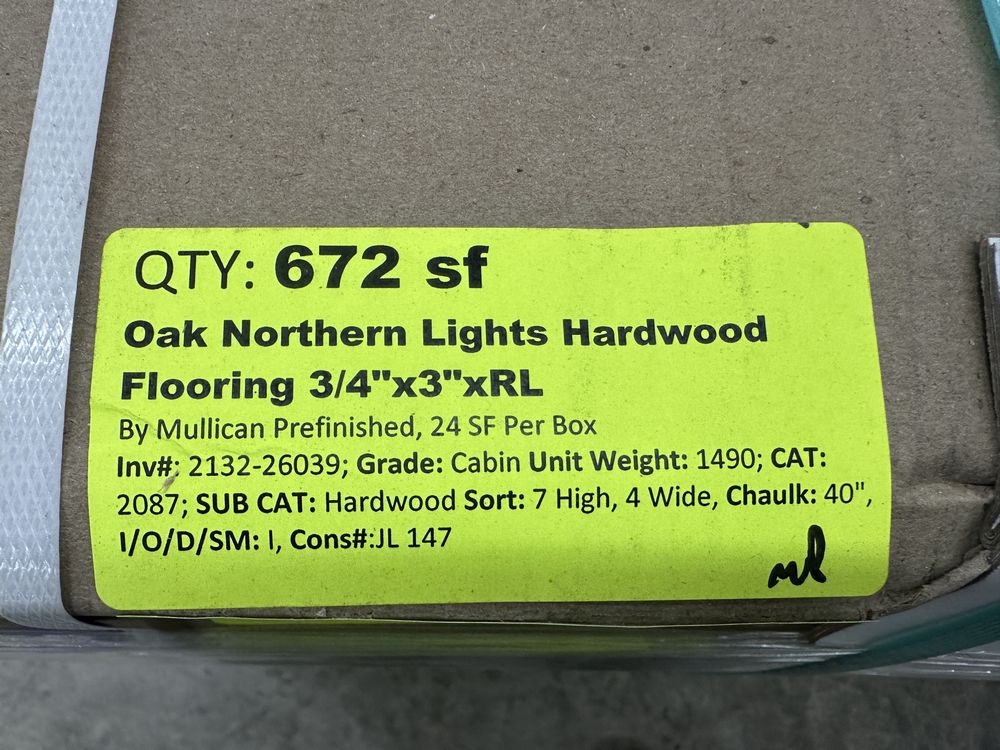 QTY: 672 sf
Oak Northern Lights Hardwood
Flooring 3/4"x3"xRL
By Mullican Prefinished, 24 SF Per Box
Inv#: 2132-26039; Grade: Cabin Unit Weight: 1490; CAT:
2087; SUB CAT: Hardwood Sort: 7 High, 4 Wide, Chaulk: 40",
I/O/D/SM: I, Cons#:JL 147